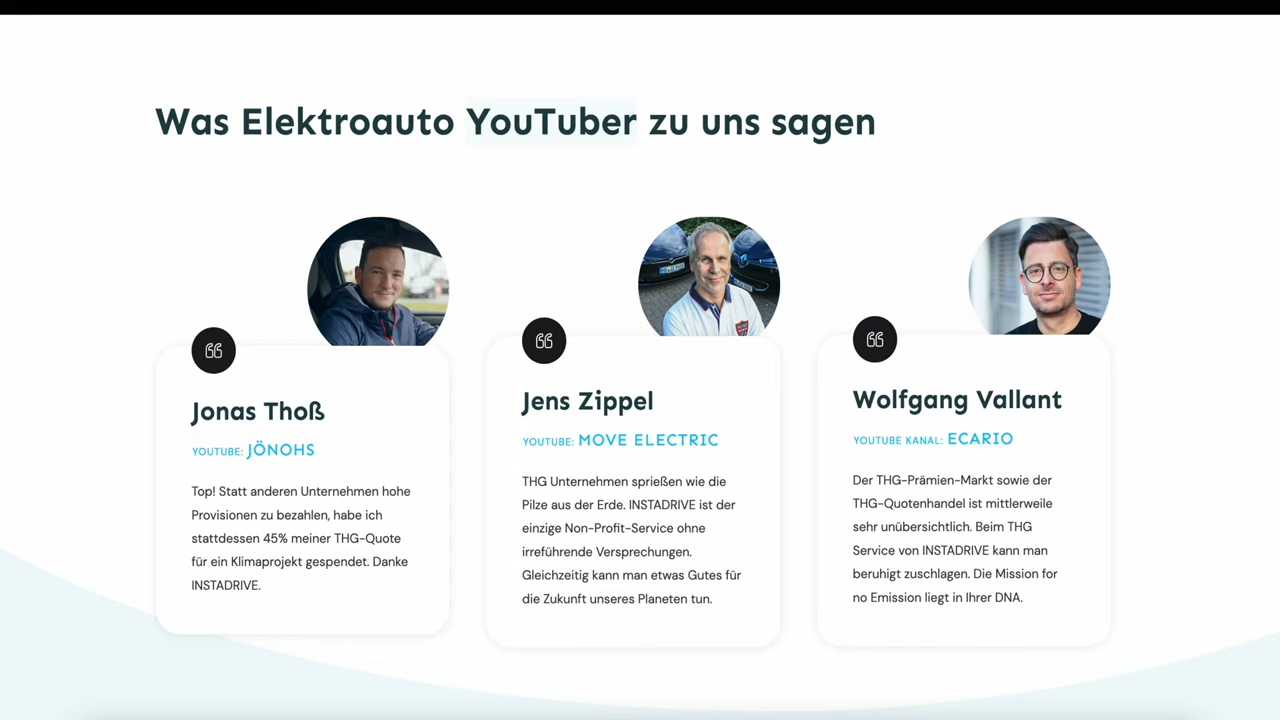 Was Elektroauto YouTuber zu uns sagen
Jonas Thoß
YOUTUBE: JÖNOHS
Top! Statt anderen Unternehmen hohe
Provisionen zu bezahlen, habe ich
stattdessen 45% meiner THG-Quote
für ein Klimaprojekt gespendet. Danke
INSTADRIVE.
Jens Zippel
YOUTUBE: MOVE ELECTRIC
THG Unternehmen sprießen wie die
Pilze aus der Erde. INSTADRIVE ist der
einzige Non-Profit-Service ohne
irreführende Versprechungen.
Gleichzeitig kann man etwas Gutes für
die Zukunft unseres Planeten tun.
Wolfgang Vallant
YOUTUBE KANAL: ECARIO
Der THG-Prämien-Markt sowie der
THG-Quotenhandel ist mittlerweile
sehr unübersichtlich. Beim THG
Service von INSTADRIVE kann man
beruhigt zuschlagen. Die Mission for
no Emission liegt in Ihrer DNA.